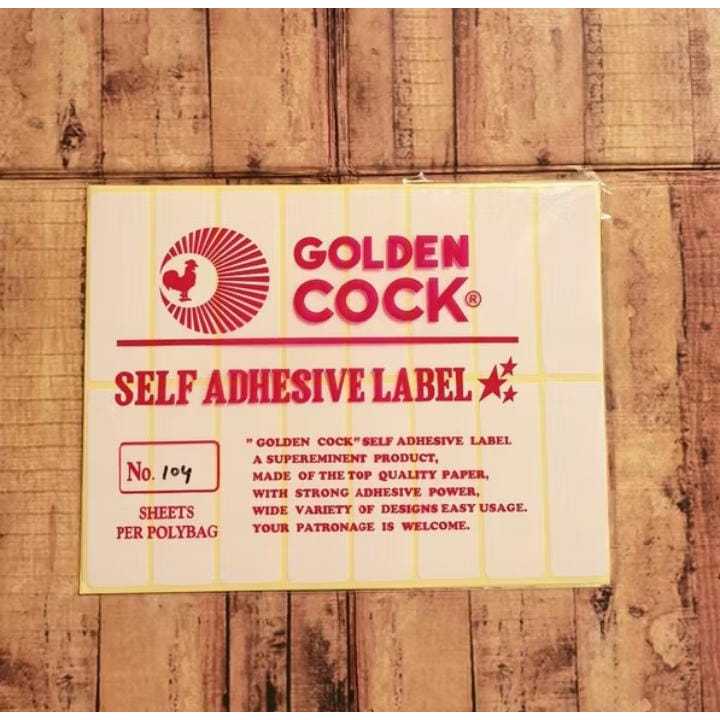 GOLDEN
COCK®
SELF ADHESIVE LABEL
No. 104
SHEETS
PER POLYBAG
" GOLDEN COCK" SELF ADHESIVE LABEL
A SUPEREMINENT PRODUCT,
MADE OF THE TOP QUALITY PAPER,
WITH STRONG ADHESIVE POWER,
WIDE VARIETY OF DESIGNS EASY USAGE.
YOUR PATRONAGE IS WELCOME.